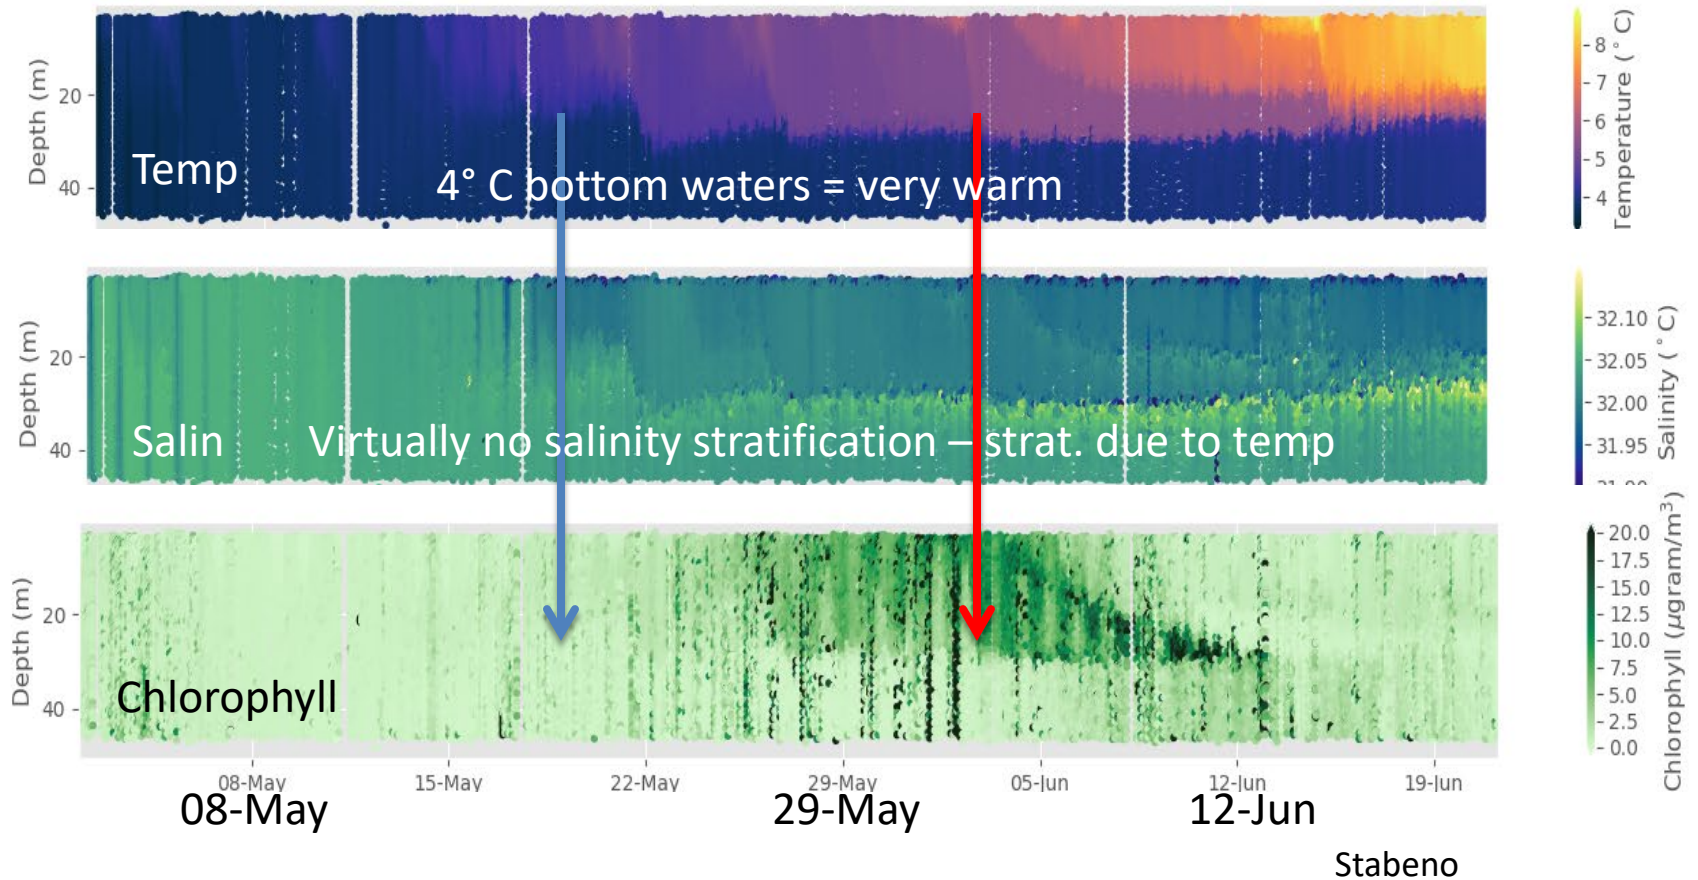 Depth (m)
20
40
Temp
4° C bottom waters = very warm
8
7
6
5
4
Temperature (°C)
Depth (m)
20
40
Salin
Virtually no salinity stratification – strat. due to temp
32.10
32.05
32.00
31.95
Salinity (°C)
Depth (m)
20
40
Chlorophyll
20.0
17.5
15.0
12.5
10.0
7.5
5.0
2.5
0.0
Chlorophyll (μgram/m³)
08-May
15-May
22-May
29-May
05-Jun
12-Jun
19-Jun
08-May
29-May
12-Jun
Stabeno